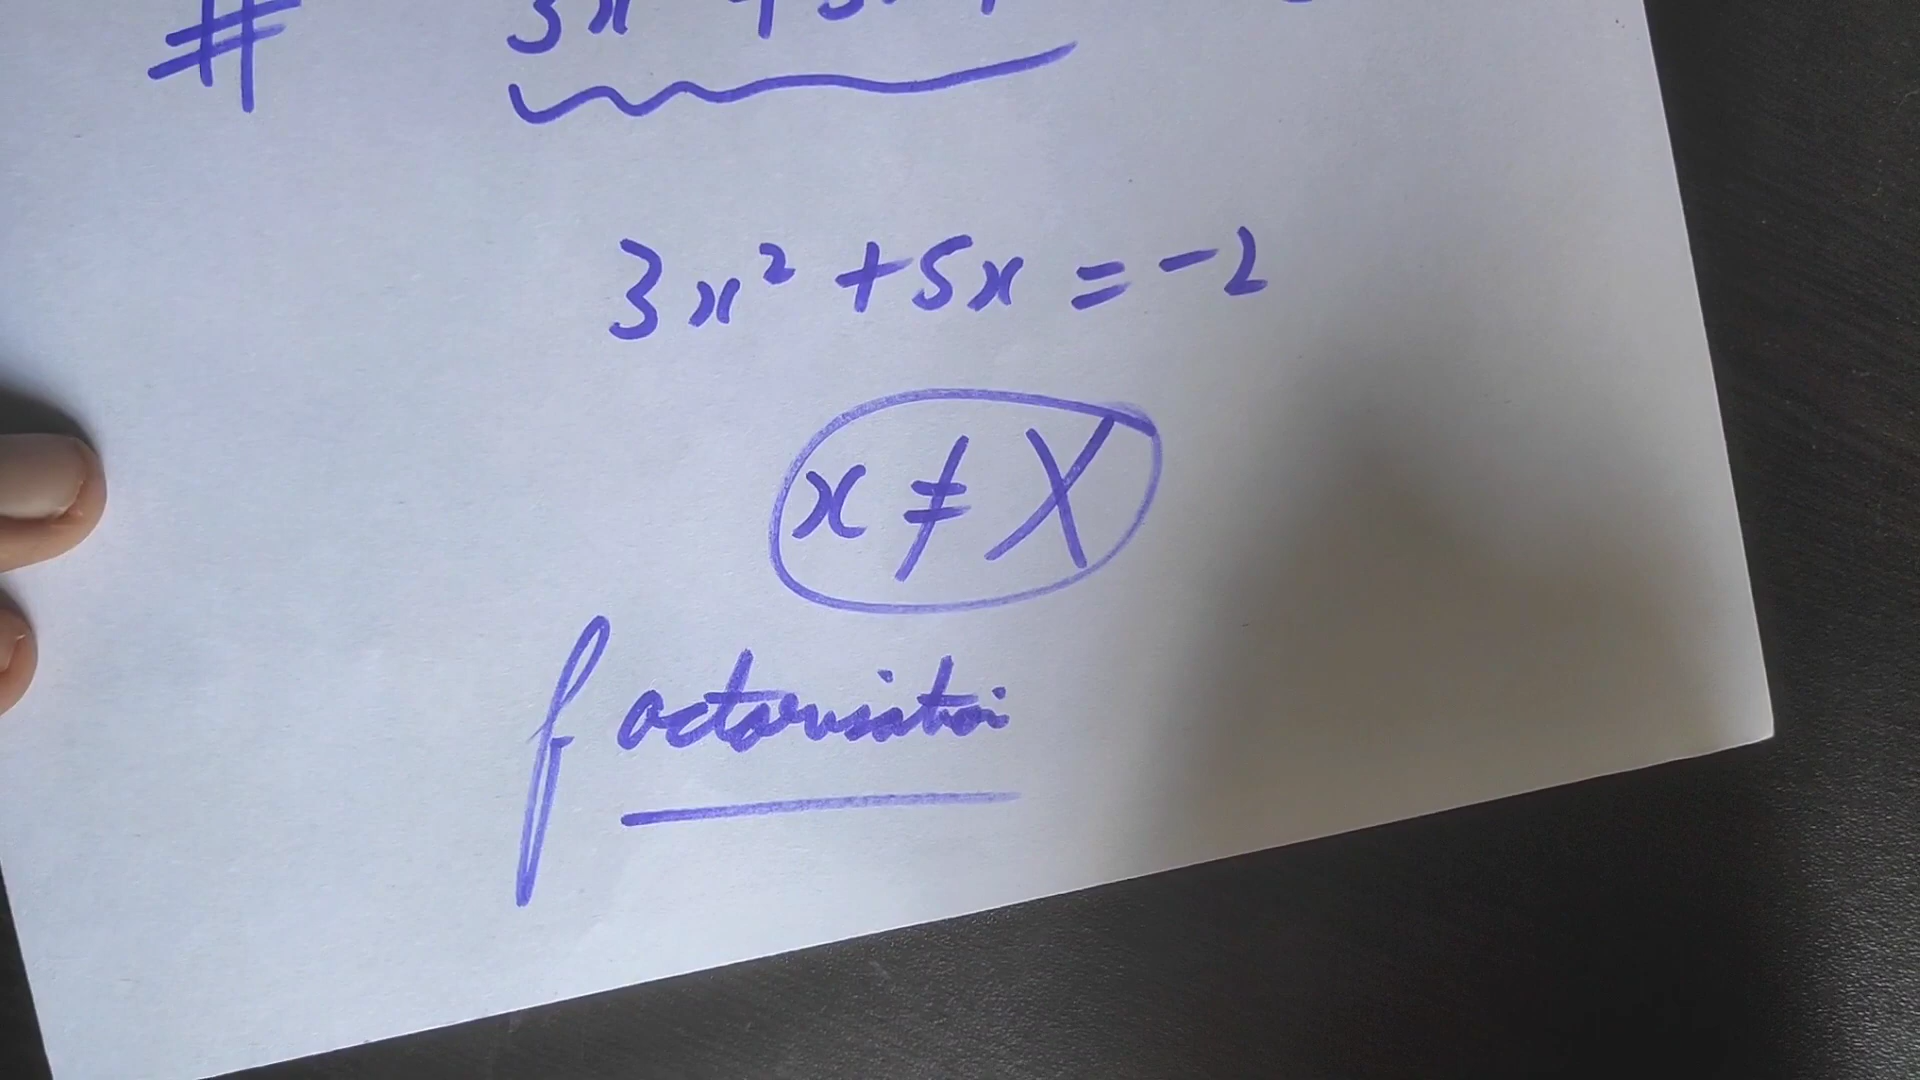 #
3x² + 5x = -2
x ≠ X
factorisation